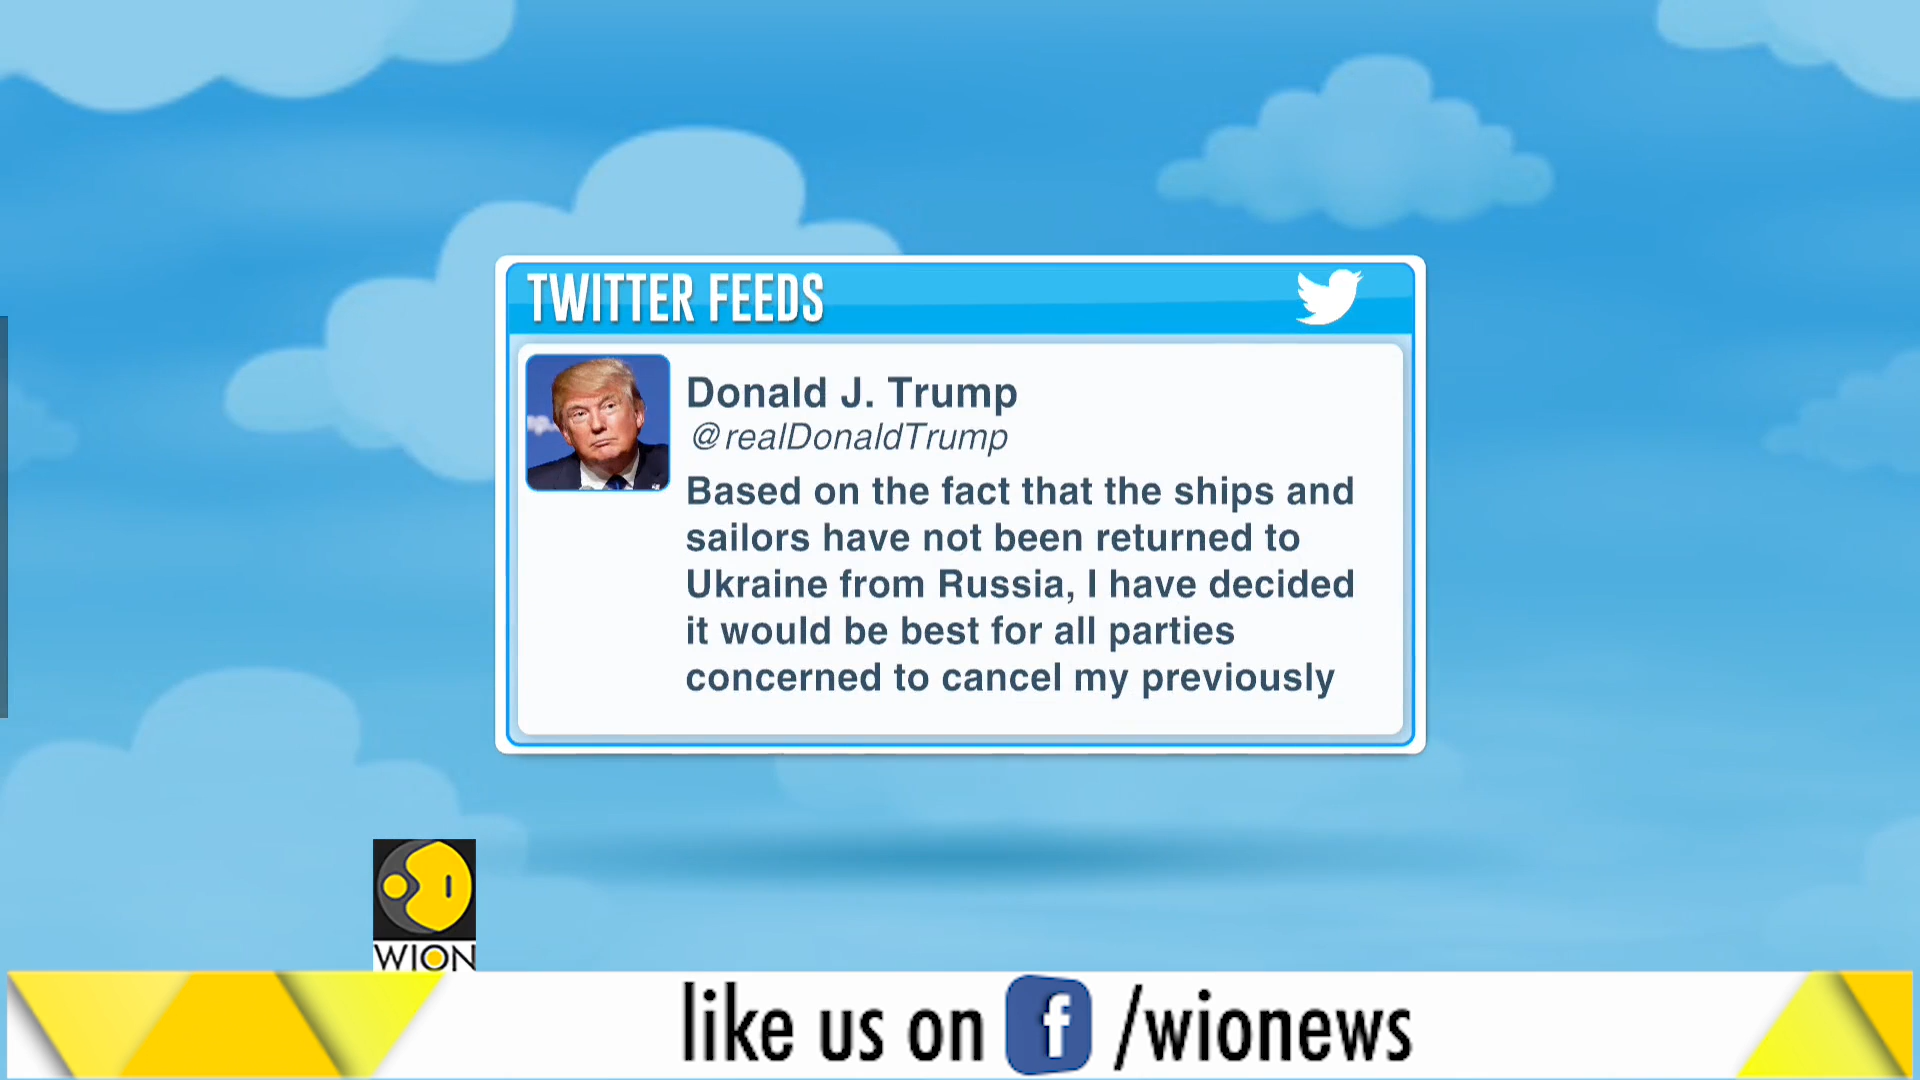 TWITTER FEEDS
Donald J. Trump
@realDonaldTrump
Based on the fact that the ships and
sailors have not been returned to
Ukraine from Russia, I have decided
it would be best for all parties
concerned to cancel my previously
WION
like us on f /wionews